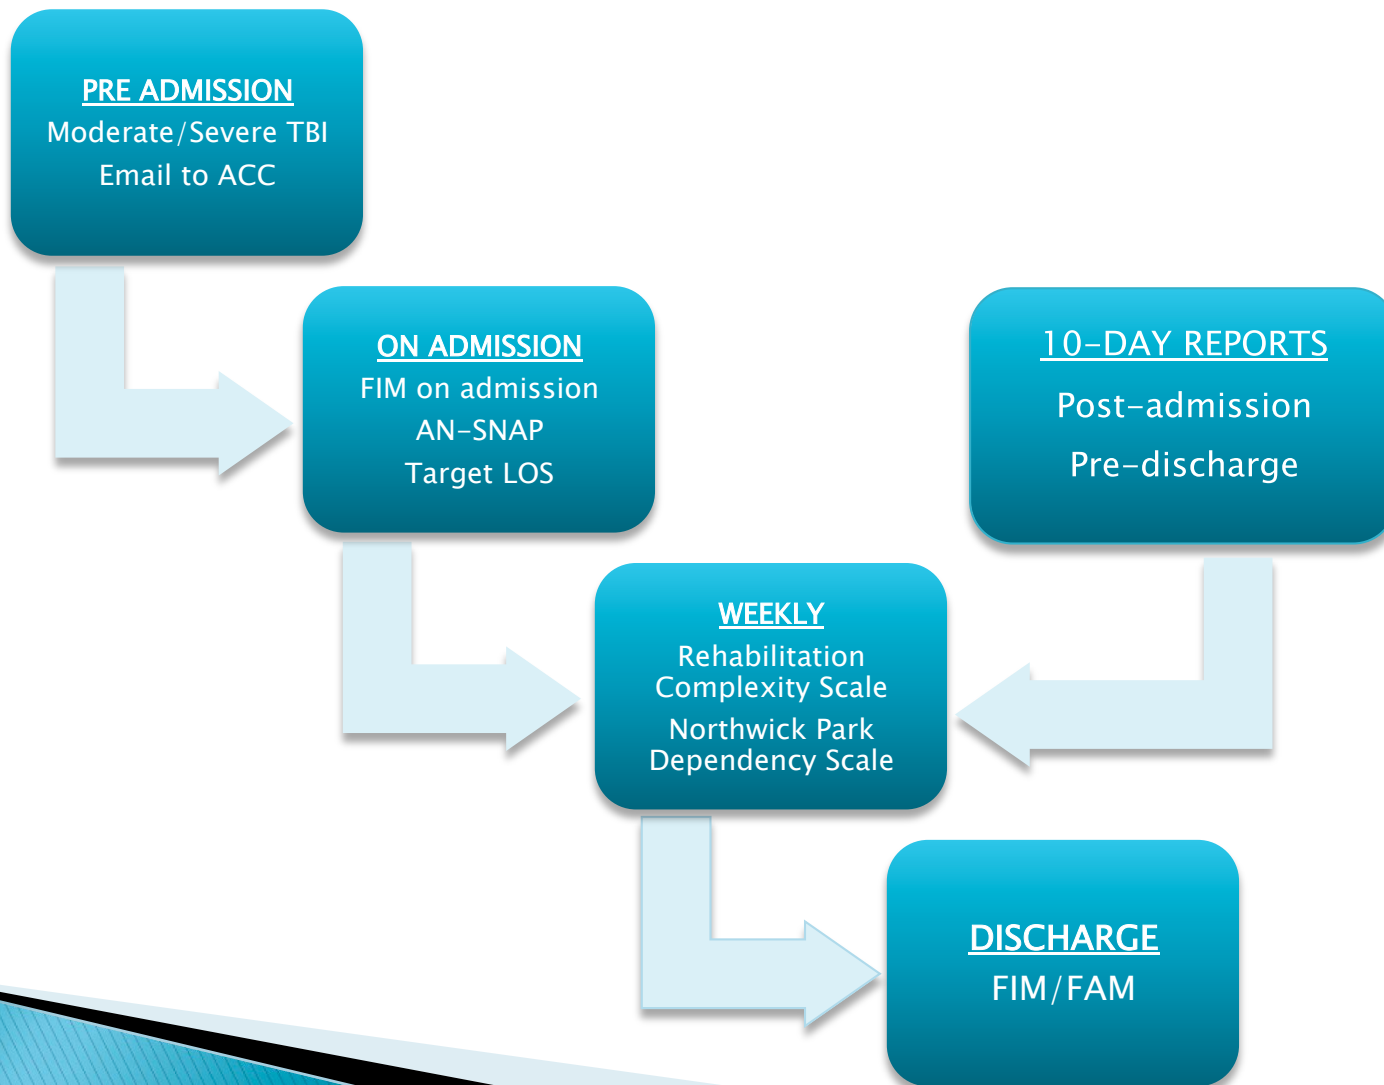 PRE ADMISSION
Moderate/Severe TBI
Email to ACC
ON ADMISSION
FIM on admission
AN-SNAP
Target LOS
10-DAY REPORTS
Post-admission
Pre-discharge
WEEKLY
Rehabilitation
Complexity Scale
Northwick Park
Dependency Scale
DISCHARGE
FIM/FAM